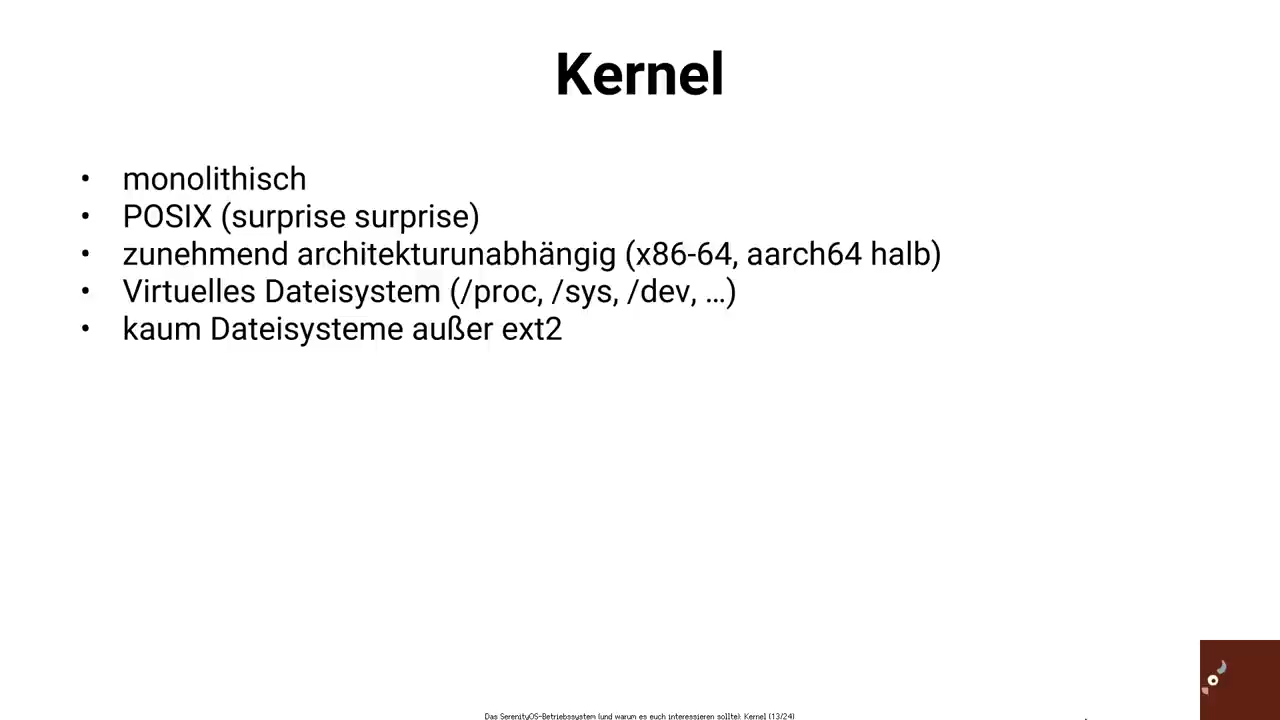 Kernel
• monolithisch
• POSIX (surprise surprise)
• zunehmend architekturunabhängig (x86-64, aarch64 halb)
• Virtuelles Dateisystem (/proc, /sys, /dev, …)
• kaum Dateisysteme außer ext2
Das SerenityOS-Betriebssystem (und warum es euch interessieren sollte): Kernel (13/24)